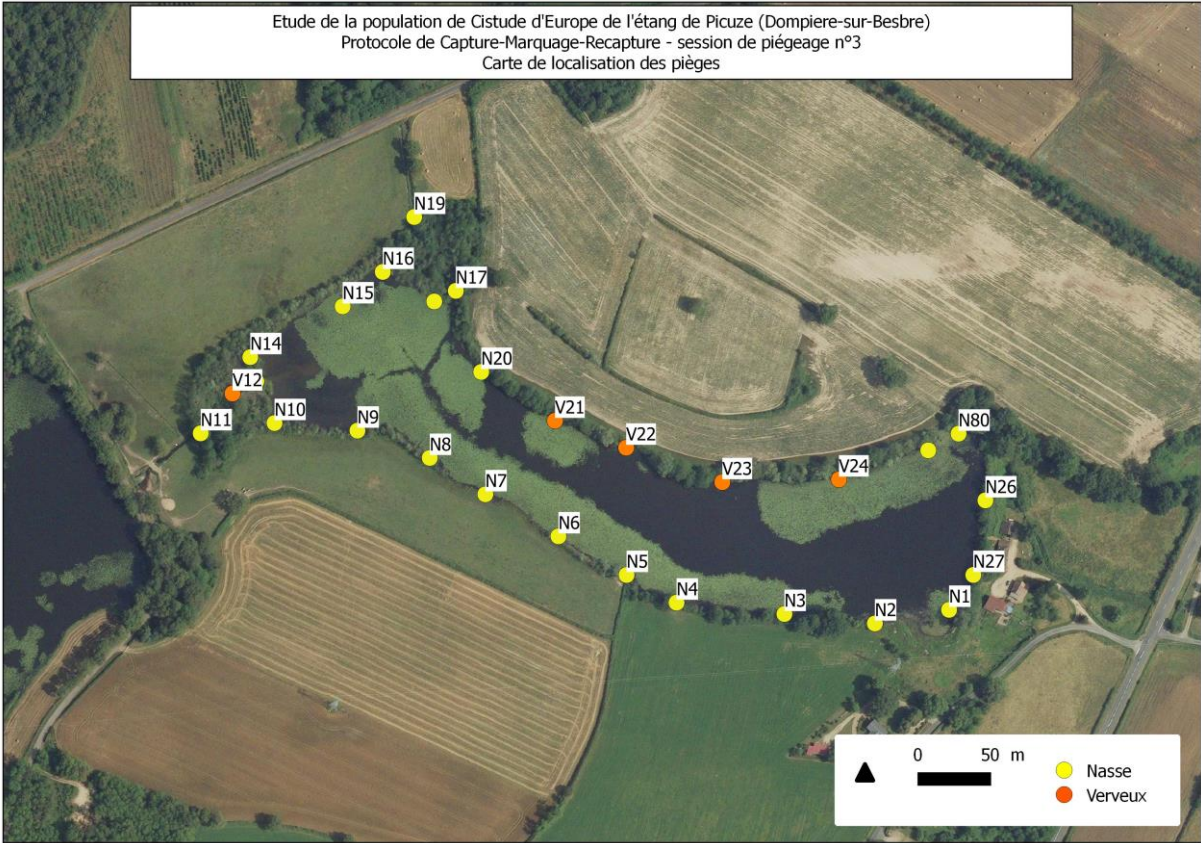 Etude de la population de Cistude d'Europe de l'étang de Picuze (Dompiere-sur-Besbre)
Protocole de Capture-Marquage-Recapture - session de piégeage n°3
Carte de localisation des pièges
N19
N16
N17
N15
N14
N20
V12
V21
N11
N10
N9
N80
V22
N8
V23
V24
N7
N26
N6
N5
N27
N4
N3
N1
N2
0 50 m
Nasse
Verveux